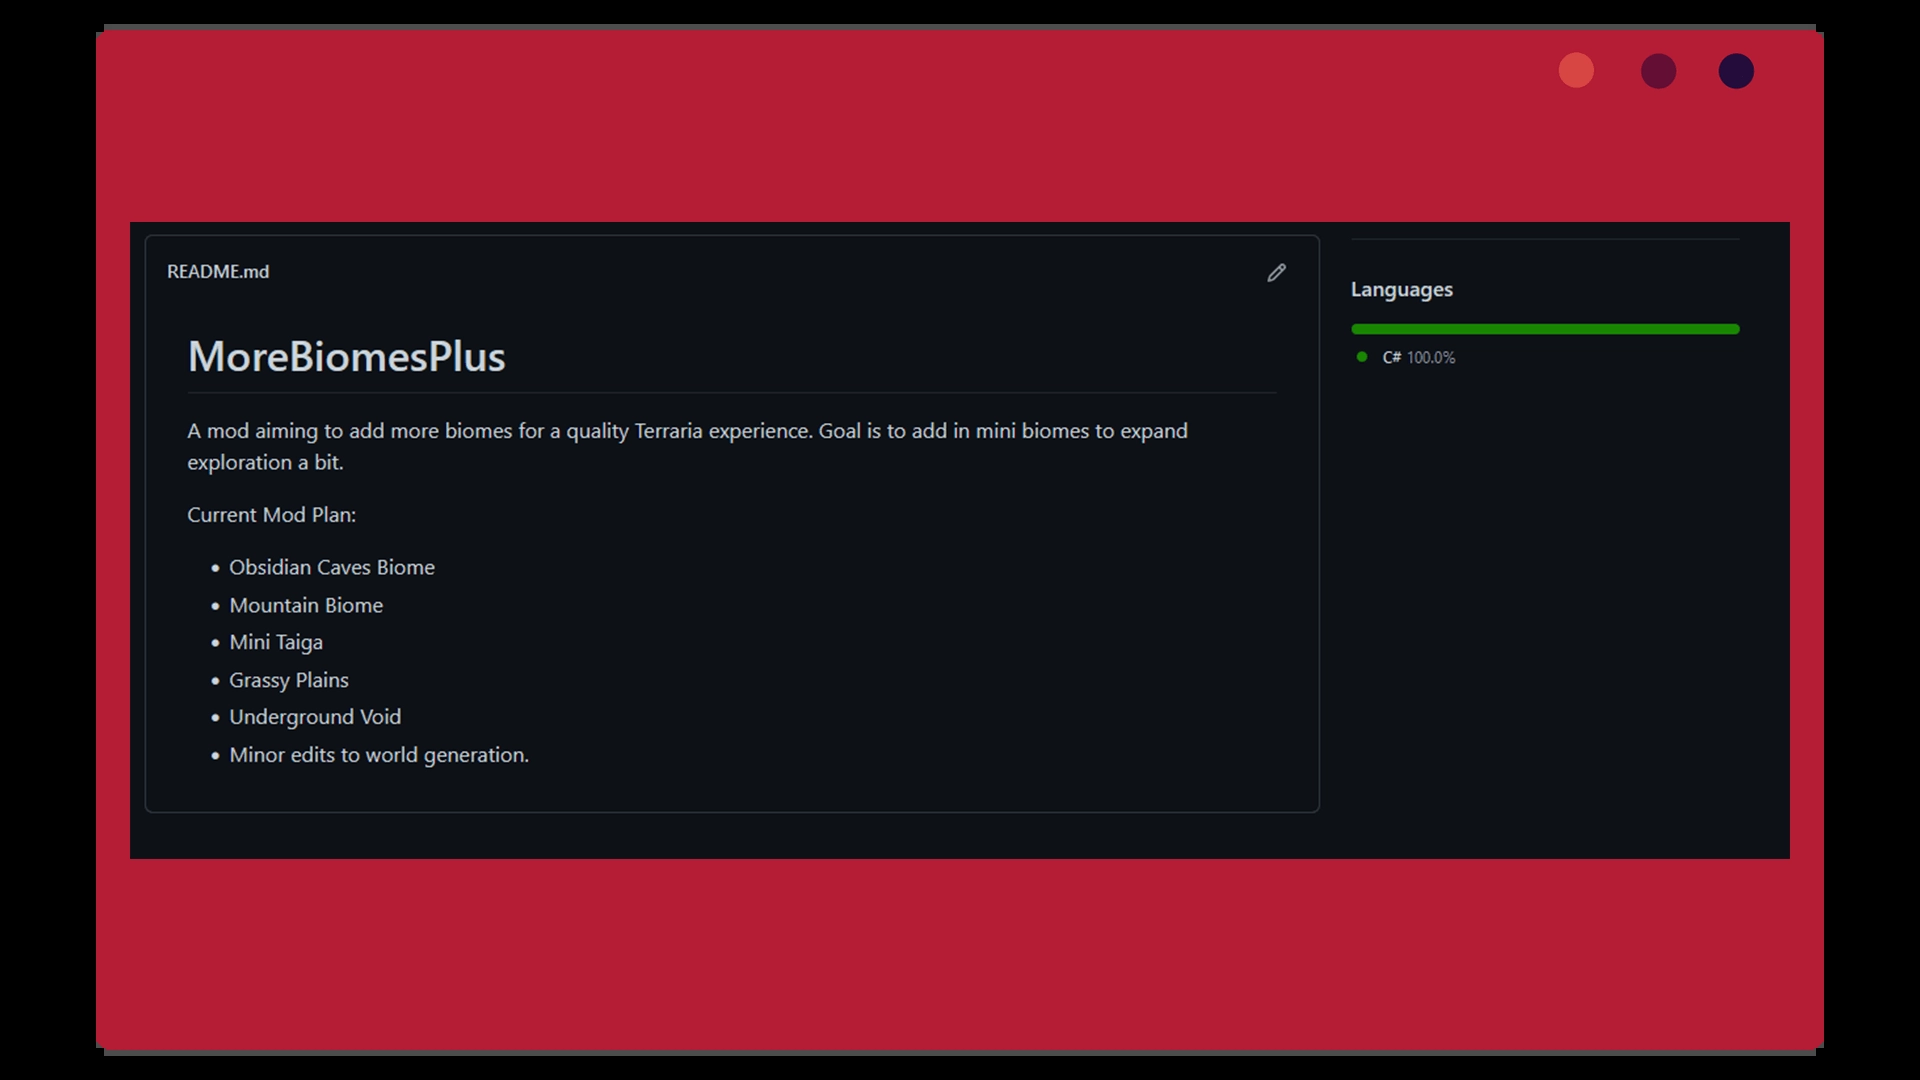 README.md
MoreBiomesPlus
A mod aiming to add more biomes for a quality Terraria experience. Goal is to add in mini biomes to expand
exploration a bit.
Current Mod Plan:
• Obsidian Caves Biome
• Mountain Biome
• Mini Taiga
• Grassy Plains
• Underground Void
• Minor edits to world generation.
Languages
C# 100.0%